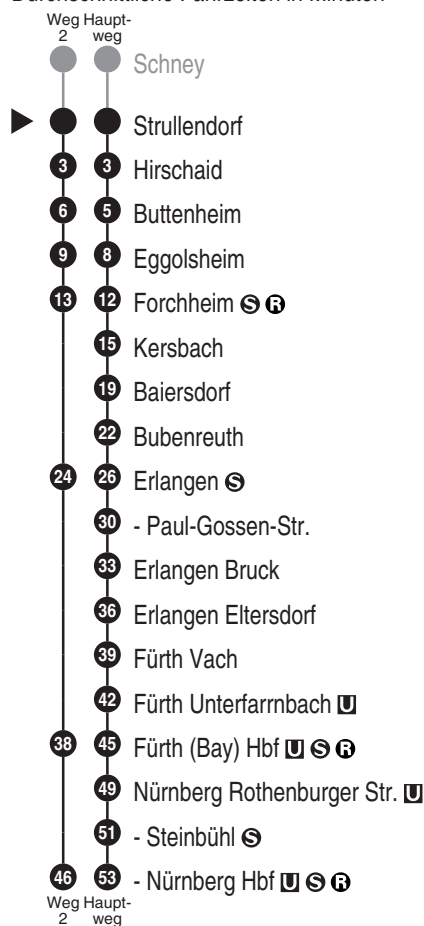 Durchschnittliche Fahrzeiten in Minuten
Weg Haupt-
2 weg
Schney
Strullendorf
3 3 Hirschaid
6 5 Buttenheim
9 8 Eggolsheim
13 12 Forchheim S R
15 Kersbach
19 Baiersdorf
22 Bubenreuth
24 26 Erlangen S
30 - Paul-Gossen-Str.
33 Erlangen Bruck
36 Erlangen Eltersdorf
39 Fürth Vach
42 Fürth Unterfarrnbach U
38 45 Fürth (Bay) Hbf U S R
49 Nürnberg Rothenburger Str. U
51 - Steinbühl S
46 53 - Nürnberg Hbf U S R
Weg Haupt-
2 weg